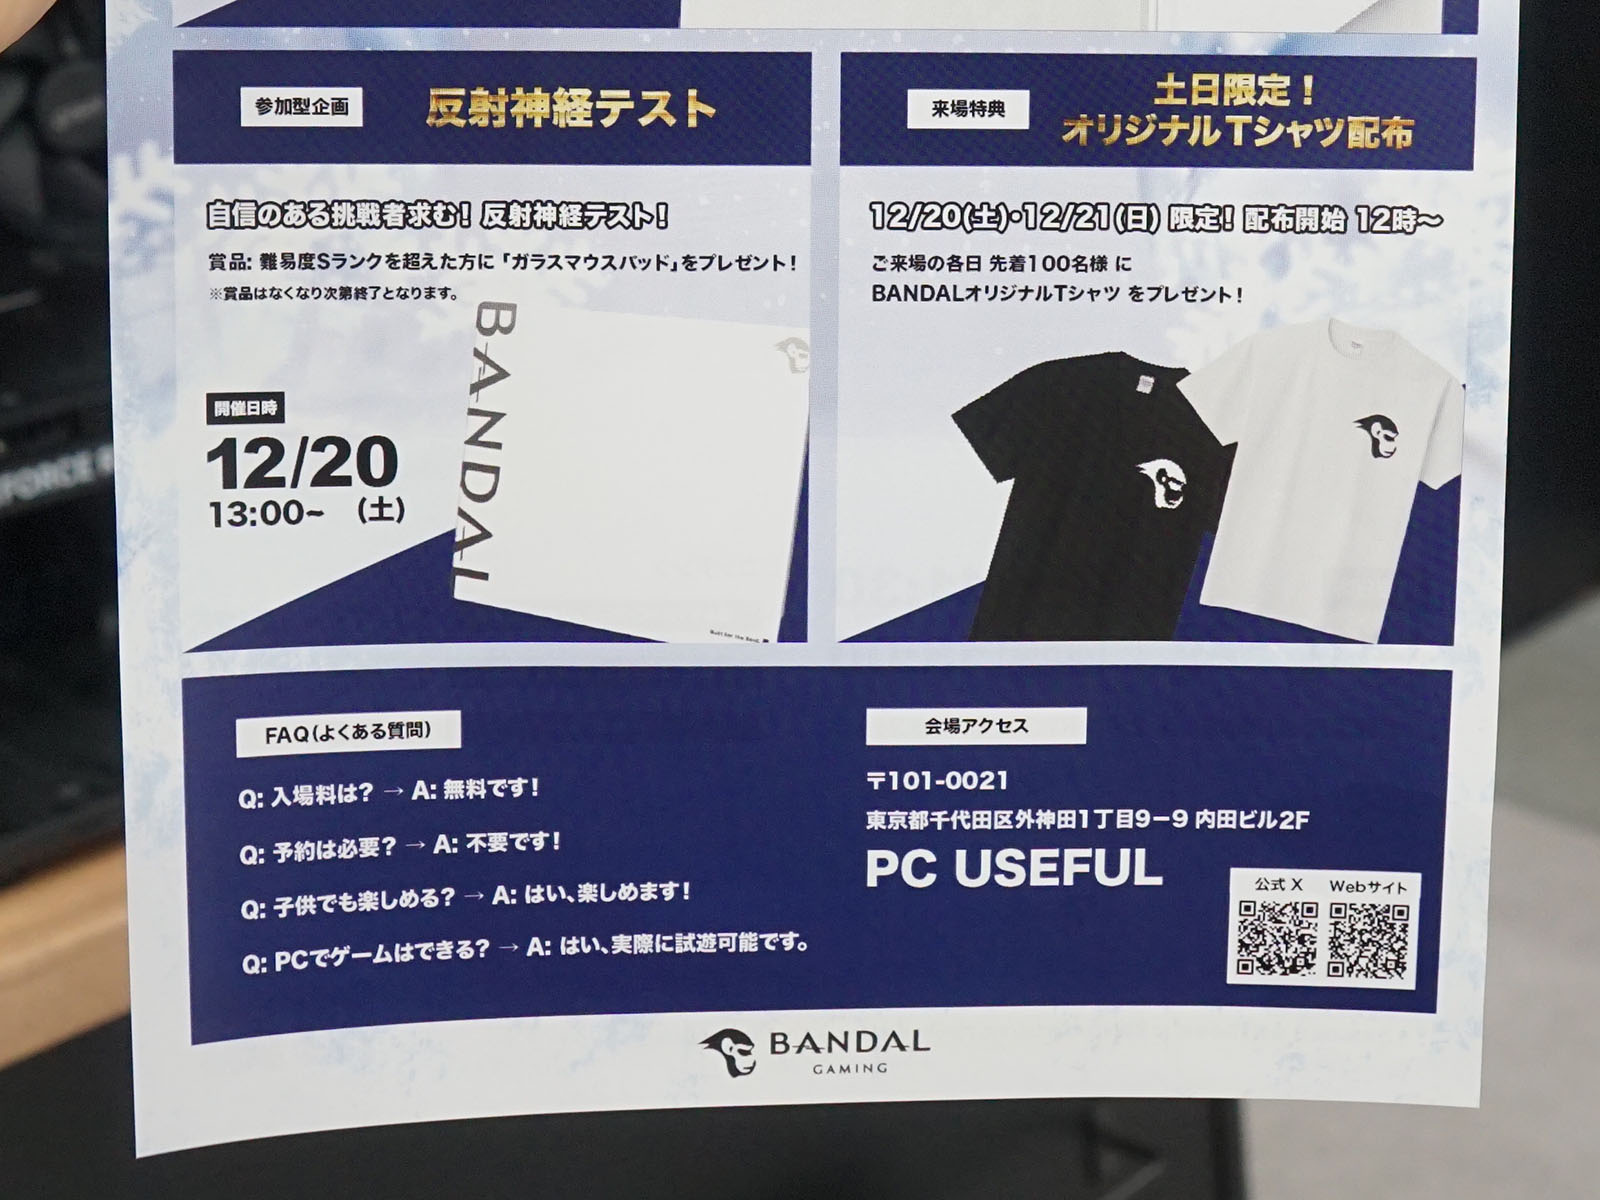 参加型企画
反射神経テスト
自信のある挑戦者求む! 反射神経テスト!
賞品: 難易度Sランクを超えた方に「ガラスマウスパッド」をプレゼント!
※賞品はなくなり次第終了となります。
BANDAL
開催日時
12/20
13:00~ (土)
来場特典
土日限定!
オリジナルTシャツ配布
12/20(土)・12/21(日) 限定! 配布開始 12時〜
ご来場の各日 先着100名様 に
BANDALオリジナルTシャツ をプレゼント!
FAQ(よくある質問)
Q: 入場料は? → A: 無料です!
Q: 予約は必要? → A: 不要です!
Q: 子供でも楽しめる? → A: はい、楽しめます!
Q: PCでゲームはできる? → A: はい、実際に試遊可能です。
会場アクセス
〒101-0021
東京都千代田区外神田1丁目9ー9 内田ビル2F
PC USEFUL
公式 X Webサイト
BANDAL
GAMING